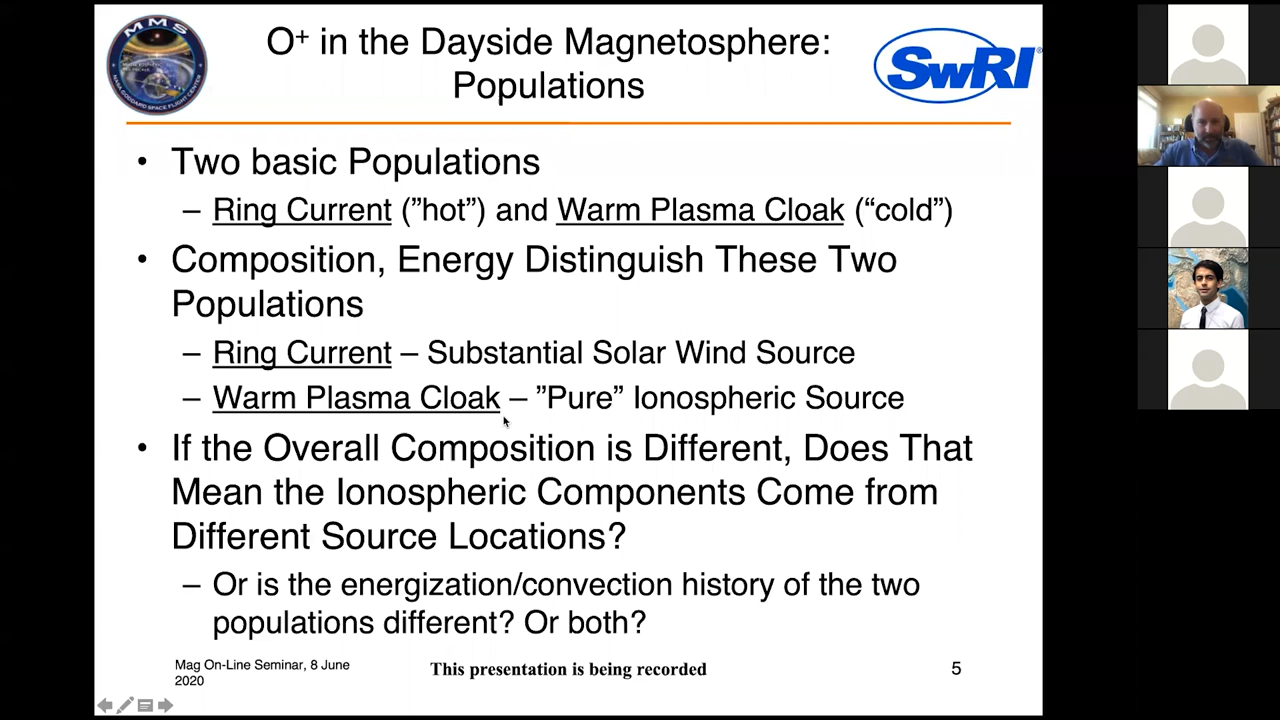 MMS
O⁺ in the Dayside Magnetosphere:
Populations
SwRI®
• Two basic Populations
– Ring Current (”hot”) and Warm Plasma Cloak (“cold”)
• Composition, Energy Distinguish These Two
Populations
– Ring Current – Substantial Solar Wind Source
– Warm Plasma Cloak – ”Pure” Ionospheric Source
• If the Overall Composition is Different, Does That
Mean the Ionospheric Components Come from
Different Source Locations?
– Or is the energization/convection history of the two
populations different? Or both?
Mag On-Line Seminar, 8 June
2020
This presentation is being recorded
5